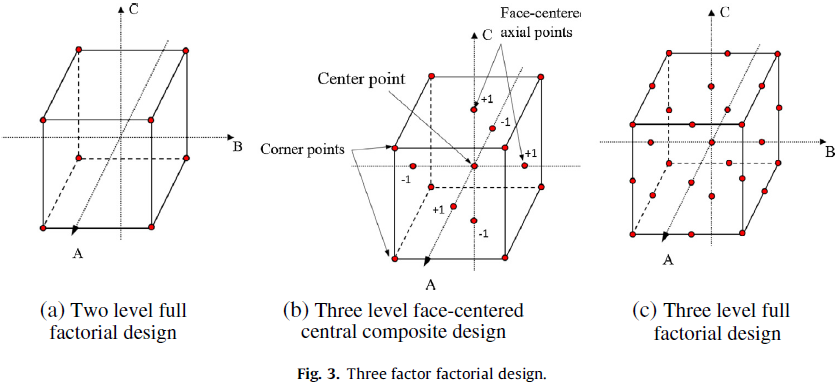 C
B
A
(a) Two level full
factorial design
Face-centered
axial points
C
Center point
Corner points
+1
-1
+1
-1
+1
-1
A
(b) Three level face-centered
central composite design
C
B
A
(c) Three level full
factorial design
Fig. 3. Three factor factorial design.